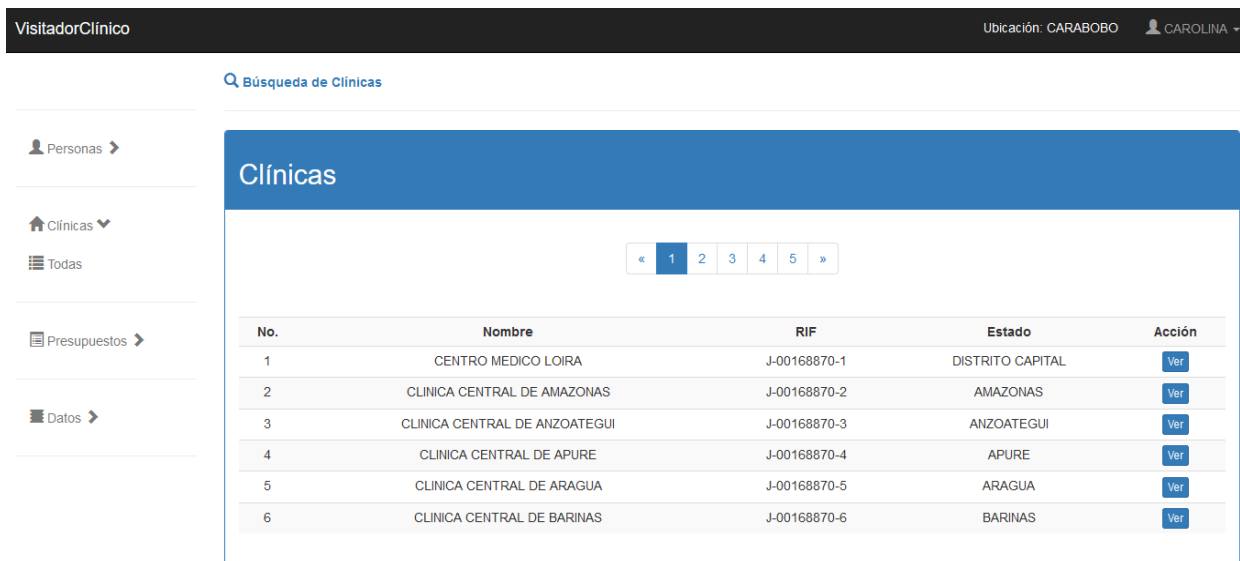 VisitadorClínico
Ubicación: CARABOBO CAROLINA
Búsqueda de Clínicas
Personas
Clínicas
Todas
Presupuestos
Datos
Clínicas
« 1 2 3 4 5 »
No. Nombre RIF Estado Acción
1 CENTRO MEDICO LOIRA J-00168870-1 DISTRITO CAPITAL Ver
2 CLINICA CENTRAL DE AMAZONAS J-00168870-2 AMAZONAS Ver
3 CLINICA CENTRAL DE ANZOATEGUI J-00168870-3 ANZOATEGUI Ver
4 CLINICA CENTRAL DE APURE J-00168870-4 APURE Ver
5 CLINICA CENTRAL DE ARAGUA J-00168870-5 ARAGUA Ver
6 CLINICA CENTRAL DE BARINAS J-00168870-6 BARINAS Ver